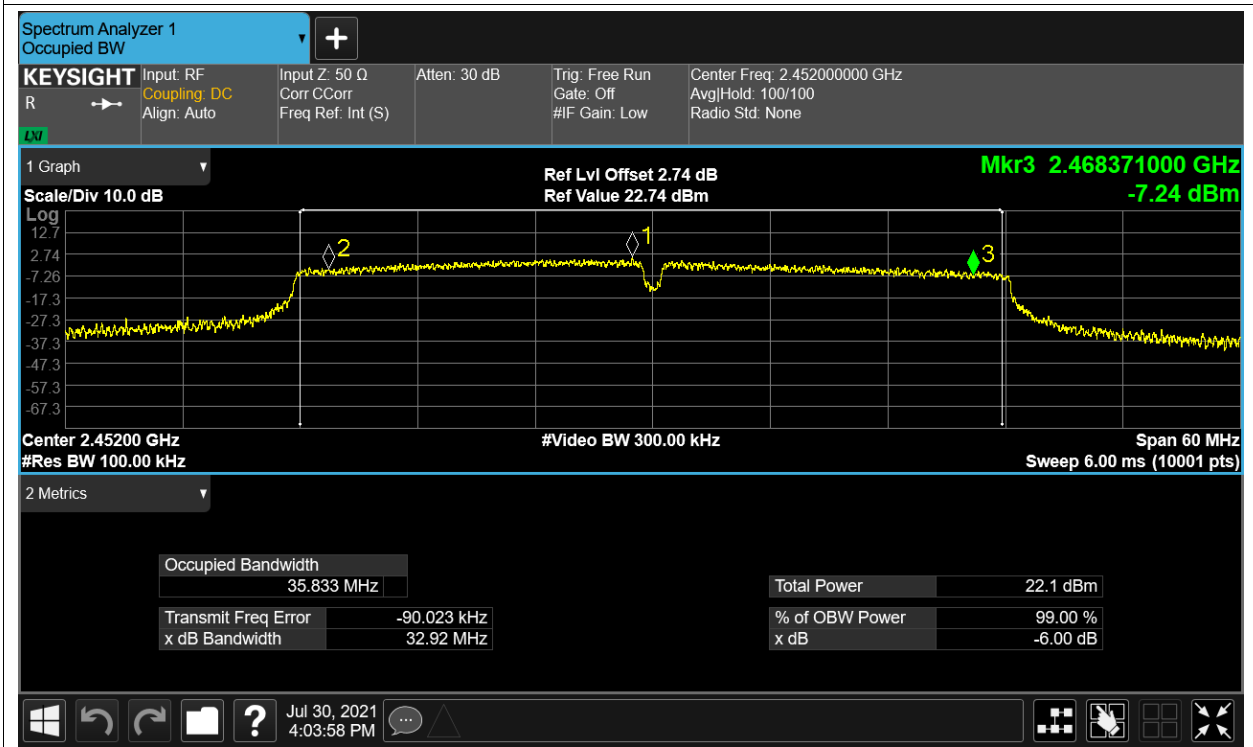 Spectrum Analyzer 1
Occupied BW
KEYSIGHT
R
LXI
Input: RF
Coupling: DC
Align: Auto
Input Z: 50 Ω
Corr CCorr
Freq Ref: Int (S)
Atten: 30 dB
Trig: Free Run
Gate: Off
#IF Gain: Low
Center Freq: 2.452000000 GHz
Avg|Hold: 100/100
Radio Std: None
1 Graph
Scale/Div 10.0 dB
Ref Lvl Offset 2.74 dB
Ref Value 22.74 dBm
Mkr3 2.468371000 GHz
-7.24 dBm
Log
12.7
2.74
-7.26
-17.3
-27.3
-37.3
-47.3
-57.3
-67.3
2
1
3
Center 2.45200 GHz
#Video BW 300.00 kHz
Span 60 MHz
#Res BW 100.00 kHz
Sweep 6.00 ms (10001 pts)
2 Metrics
Occupied Bandwidth
35.833 MHz
Transmit Freq Error -90.023 kHz
x dB Bandwidth 32.92 MHz
Total Power 22.1 dBm
% of OBW Power 99.00 %
x dB -6.00 dB
Jul 30, 2021
4:03:58 PM